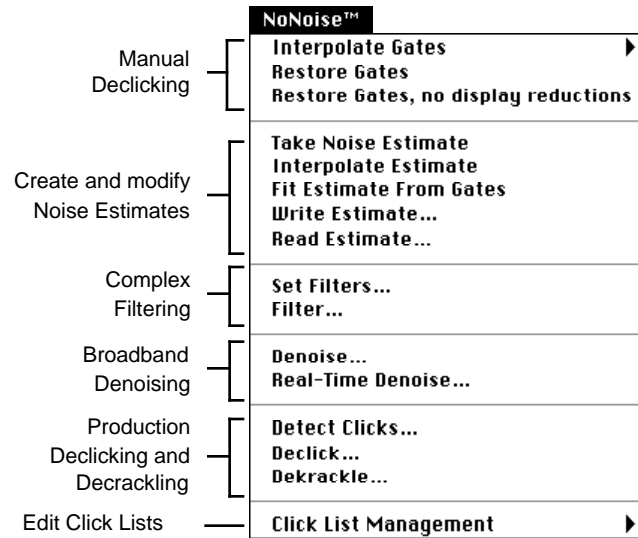 NoNoise™
Manual
Declicking
Interpolate Gates
Restore Gates
Restore Gates, no display reductions
Create and modify
Noise Estimates
Take Noise Estimate
Interpolate Estimate
Fit Estimate From Gates
Write Estimate...
Read Estimate...
Complex
Filtering
Set Filters...
Filter...
Broadband
Denoising
Denoise...
Real-Time Denoise...
Production
Declicking and
Decrackling
Detect Clicks...
Declick...
Dekrackle...
Edit Click Lists
Click List Management